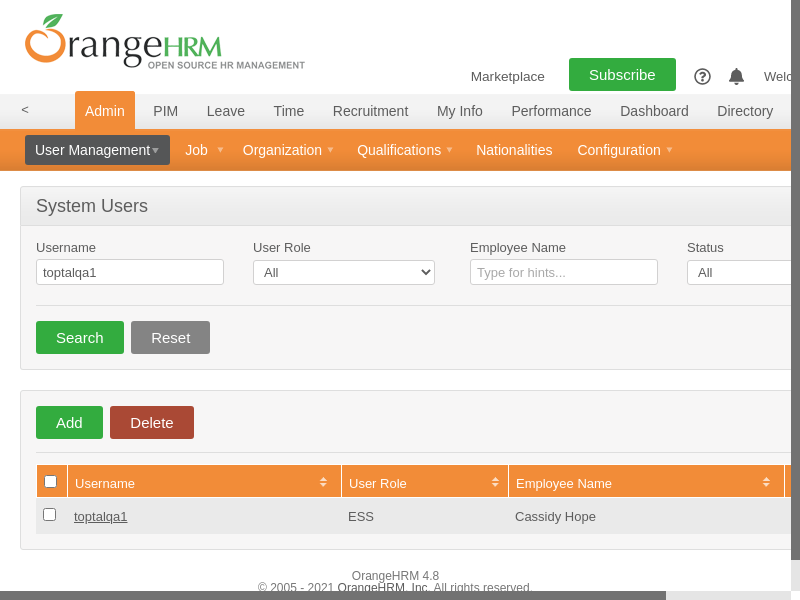 OrangeHRM
OPEN SOURCE HR MANAGEMENT
Marketplace Subscribe ? Welc
< Admin PIM Leave Time Recruitment My Info Performance Dashboard Directory
User Management Job Organization Qualifications Nationalities Configuration
System Users
Username User Role Employee Name Status
toptalqa1 All Type for hints... All
Search Reset
Add Delete
Username User Role Employee Name
toptalqa1 ESS Cassidy Hope
OrangeHRM 4.8
© 2005 - 2021 OrangeHRM, Inc. All rights reserved.